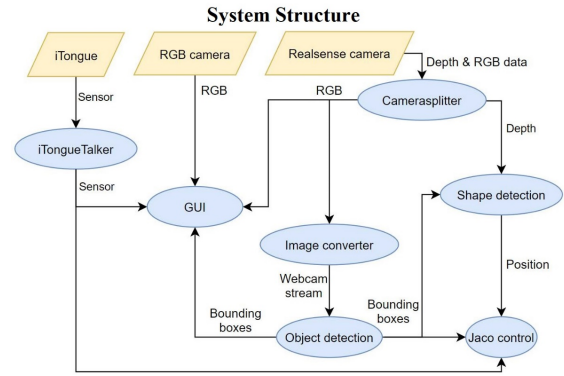 System Structure
iTongue
RGB camera
Realsense camera
Depth & RGB data
Sensor
RGB
RGB
Camerasplitter
Depth
iTongueTalker
Sensor
GUI
Shape detection
Image converter
Webcam
stream
Position
Bounding
boxes
Bounding
boxes
Object detection
Jaco control